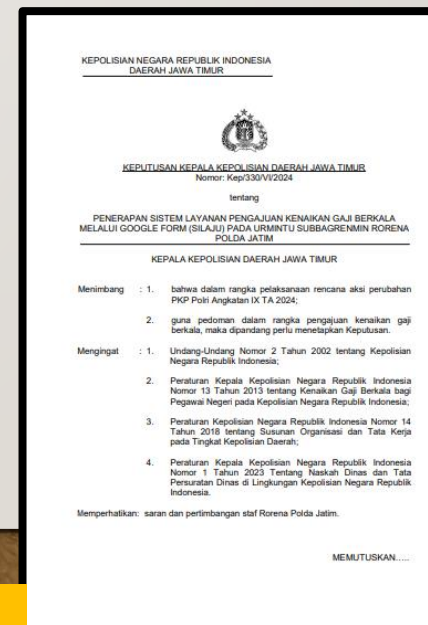 KEPOLISIAN NEGARA REPUBLIK INDONESIA
DAERAH JAWA TIMUR
KEPUTUSAN KEPALA KEPOLISIAN DAERAH JAWA TIMUR
Nomor: Kep/330/VI/2024
tentang
PENERAPAN SISTEM LAYANAN PENGAJUAN KENAIKAN GAJI BERKALA
MELALUI GOOGLE FORM (SILAJU) PADA URMINTU SUBBAGRENMIN RORENA
POLDA JATIM
KEPALA KEPOLISIAN DAERAH JAWA TIMUR
Menimbang : 1. bahwa dalam rangka pelaksanaan rencana aksi perubahan
PKP Polri Angkatan IX TA 2024;
2. guna pedoman dalam rangka pengajuan kenaikan gaji
berkala, maka dipandang perlu menetapkan Keputusan.
Mengingat : 1. Undang-Undang Nomor 2 Tahun 2002 tentang Kepolisian
Negara Republik Indonesia;
2. Peraturan Kepala Kepolisian Negara Republik Indonesia
Nomor 13 Tahun 2013 tentang Kenaikan Gaji Berkala bagi
Pegawai Negeri pada Kepolisian Negara Republik Indonesia;
3. Peraturan Kepolisian Negara Republik Indonesia Nomor 14
Tahun 2018 tentang Susunan Organisasi dan Tata Kerja
pada Tingkat Kepolisian Daerah;
4. Peraturan Kepala Kepolisian Negara Republik Indonesia
Nomor 1 Tahun 2023 Tentang Naskah Dinas dan Tata
Persuratan Dinas di Lingkungan Kepolisian Negara Republik
Indonesia.
Memperhatikan: saran dan pertimbangan staf Rorena Polda Jatim.
MEMUTUSKAN.....